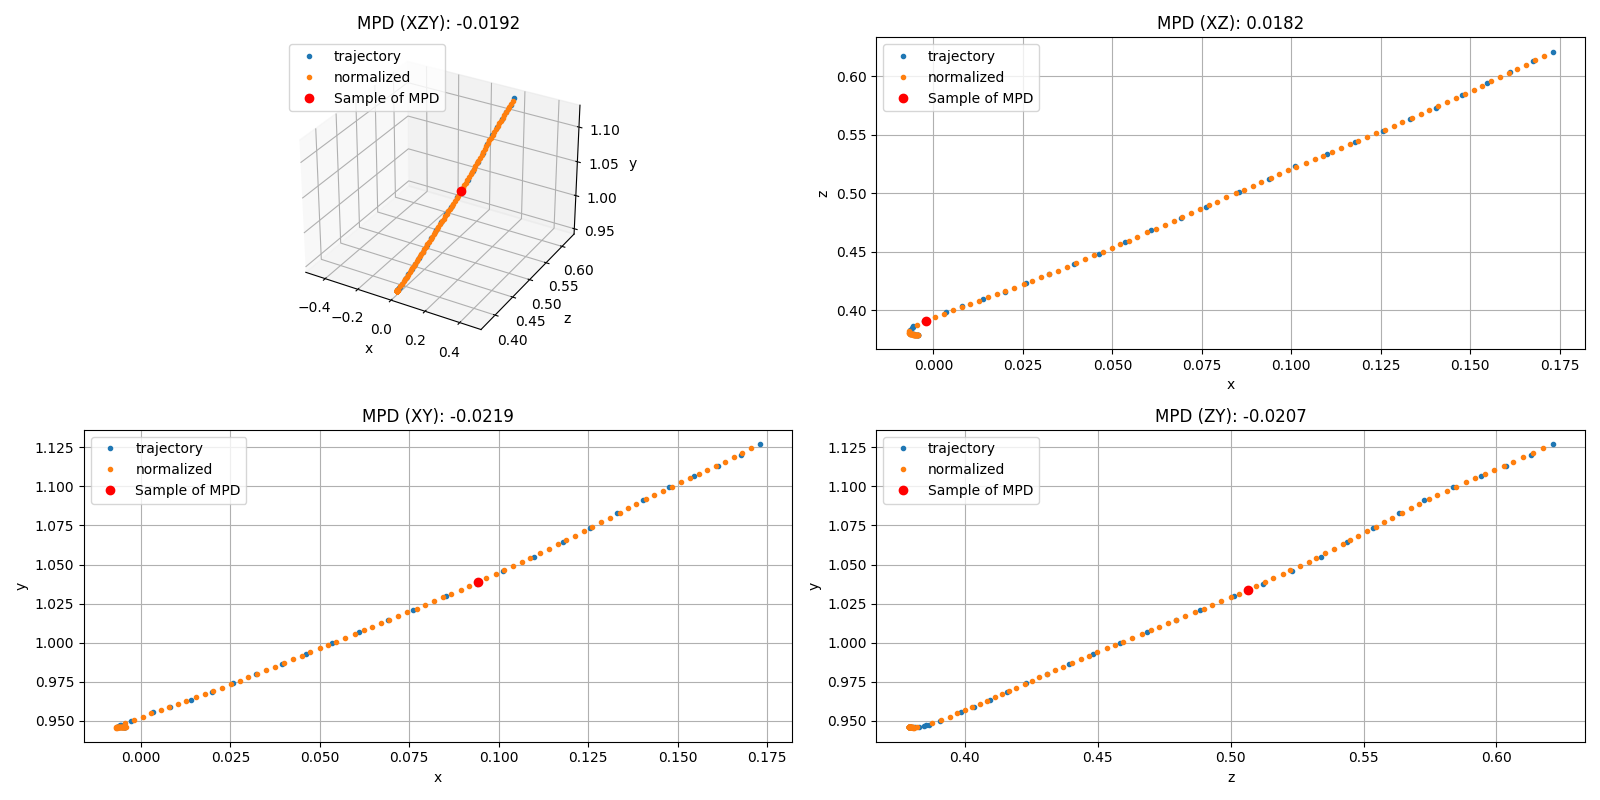 MPD (XZY): -0.0192
trajectory
normalized
Sample of MPD
1.10
1.05
1.00
0.95
y
0.60
0.55
0.50
0.45
0.40
z
−0.4
−0.2
0.0
0.2
0.4
x
MPD (XZ): 0.0182
trajectory
normalized
Sample of MPD
0.60
0.55
0.50
0.45
0.40
z
0.000 0.025 0.050 0.075 0.100 0.125 0.150 0.175
x
MPD (XY): -0.0219
trajectory
normalized
Sample of MPD
1.125
1.100
1.075
1.050
1.025
1.000
0.975
0.950
y
0.000 0.025 0.050 0.075 0.100 0.125 0.150 0.175
x
MPD (ZY): -0.0207
trajectory
normalized
Sample of MPD
1.125
1.100
1.075
1.050
1.025
1.000
0.975
0.950
y
0.40 0.45 0.50 0.55 0.60
z